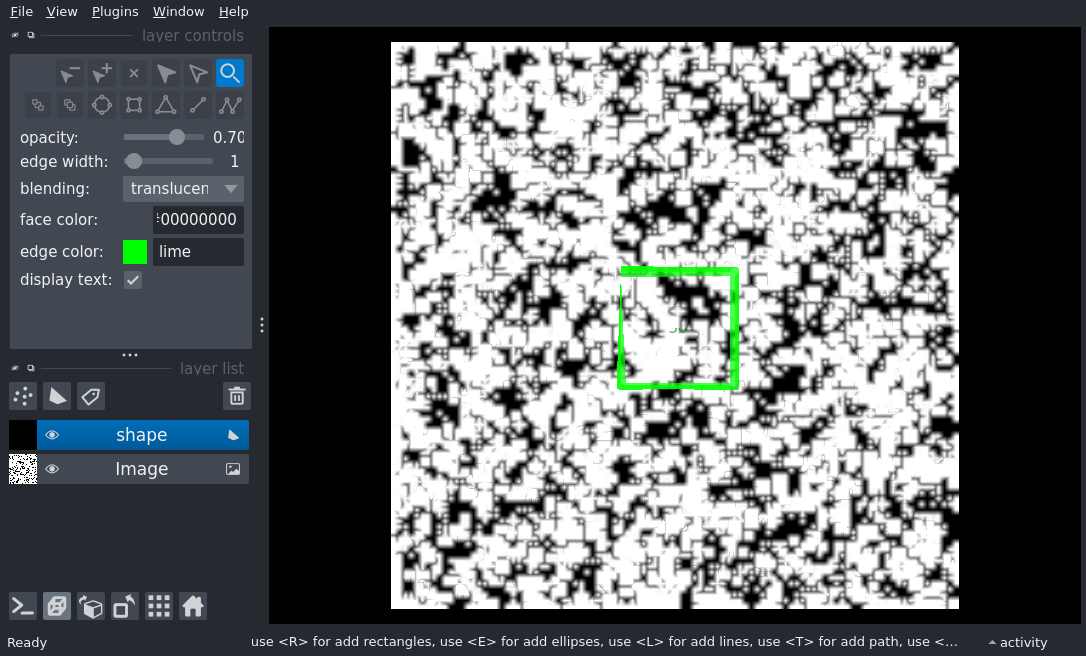 File View Plugins Window Help
layer controls
opacity: 0.70
edge width: 1
blending: translucen
face color: 00000000
edge color: lime
display text:
layer list
shape
Image
Ready use <R> for add rectangles, use <E> for add ellipses, use <L> for add lines, use <T> for add path, use <... activity